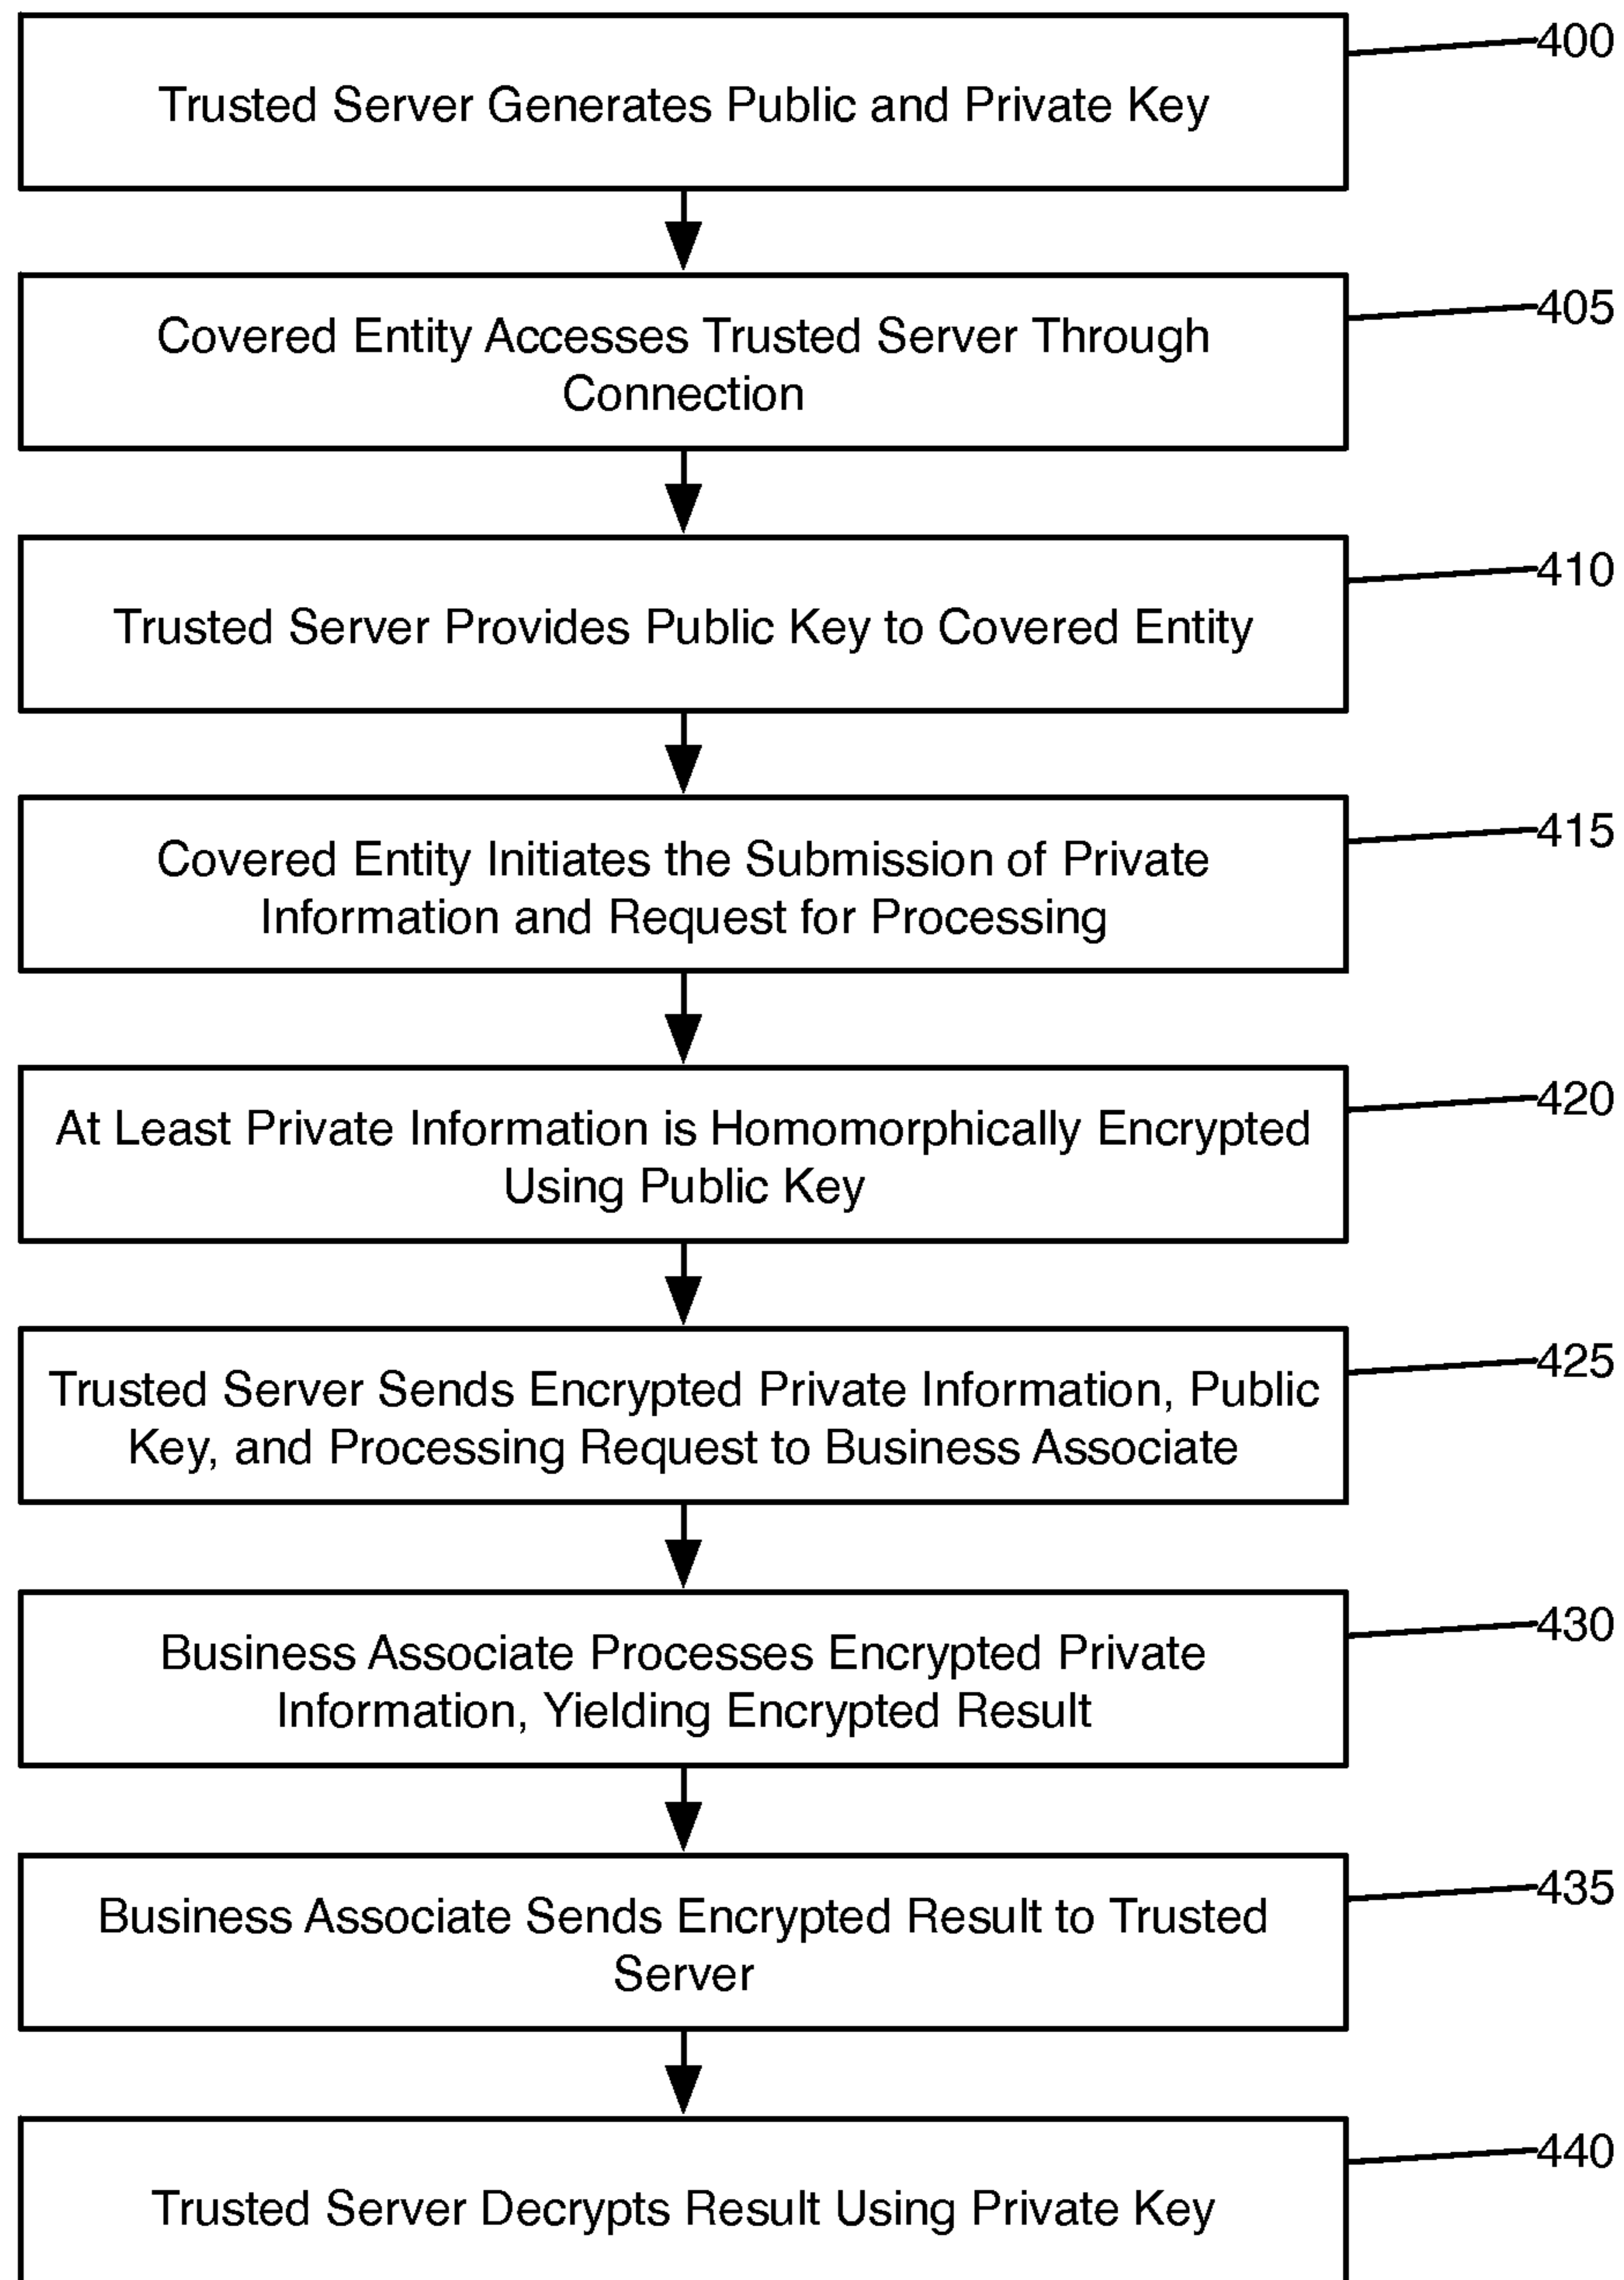 400
Trusted Server Generates Public and Private Key
405
Covered Entity Accesses Trusted Server Through
Connection
410
Trusted Server Provides Public Key to Covered Entity
415
Covered Entity Initiates the Submission of Private
Information and Request for Processing
420
At Least Private Information is Homomorphically Encrypted
Using Public Key
425
Trusted Server Sends Encrypted Private Information, Public
Key, and Processing Request to Business Associate
430
Business Associate Processes Encrypted Private
Information, Yielding Encrypted Result
435
Business Associate Sends Encrypted Result to Trusted
Server
440
Trusted Server Decrypts Result Using Private Key